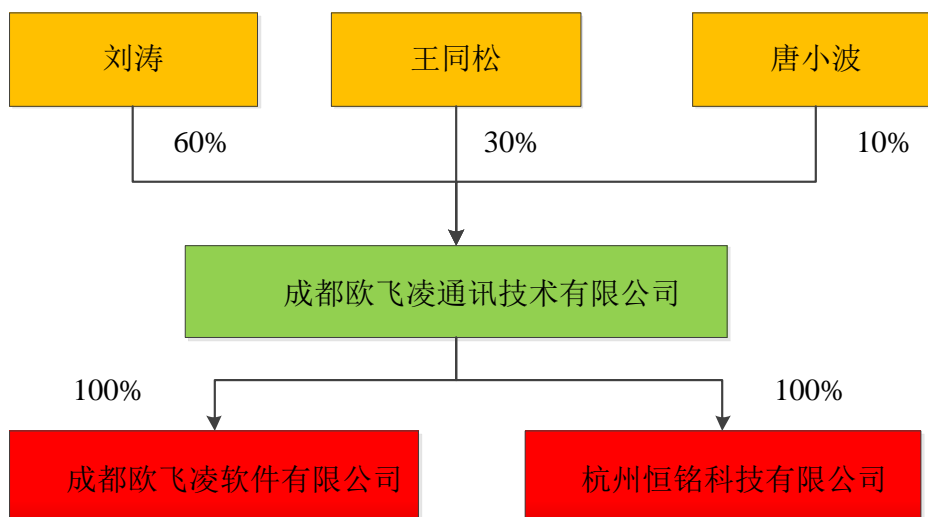 刘涛
王同松
唐小波
60%
30%
10%
成都欧飞凌通讯技术有限公司
100%
100%
成都欧飞凌软件有限公司
杭州恒铭科技有限公司